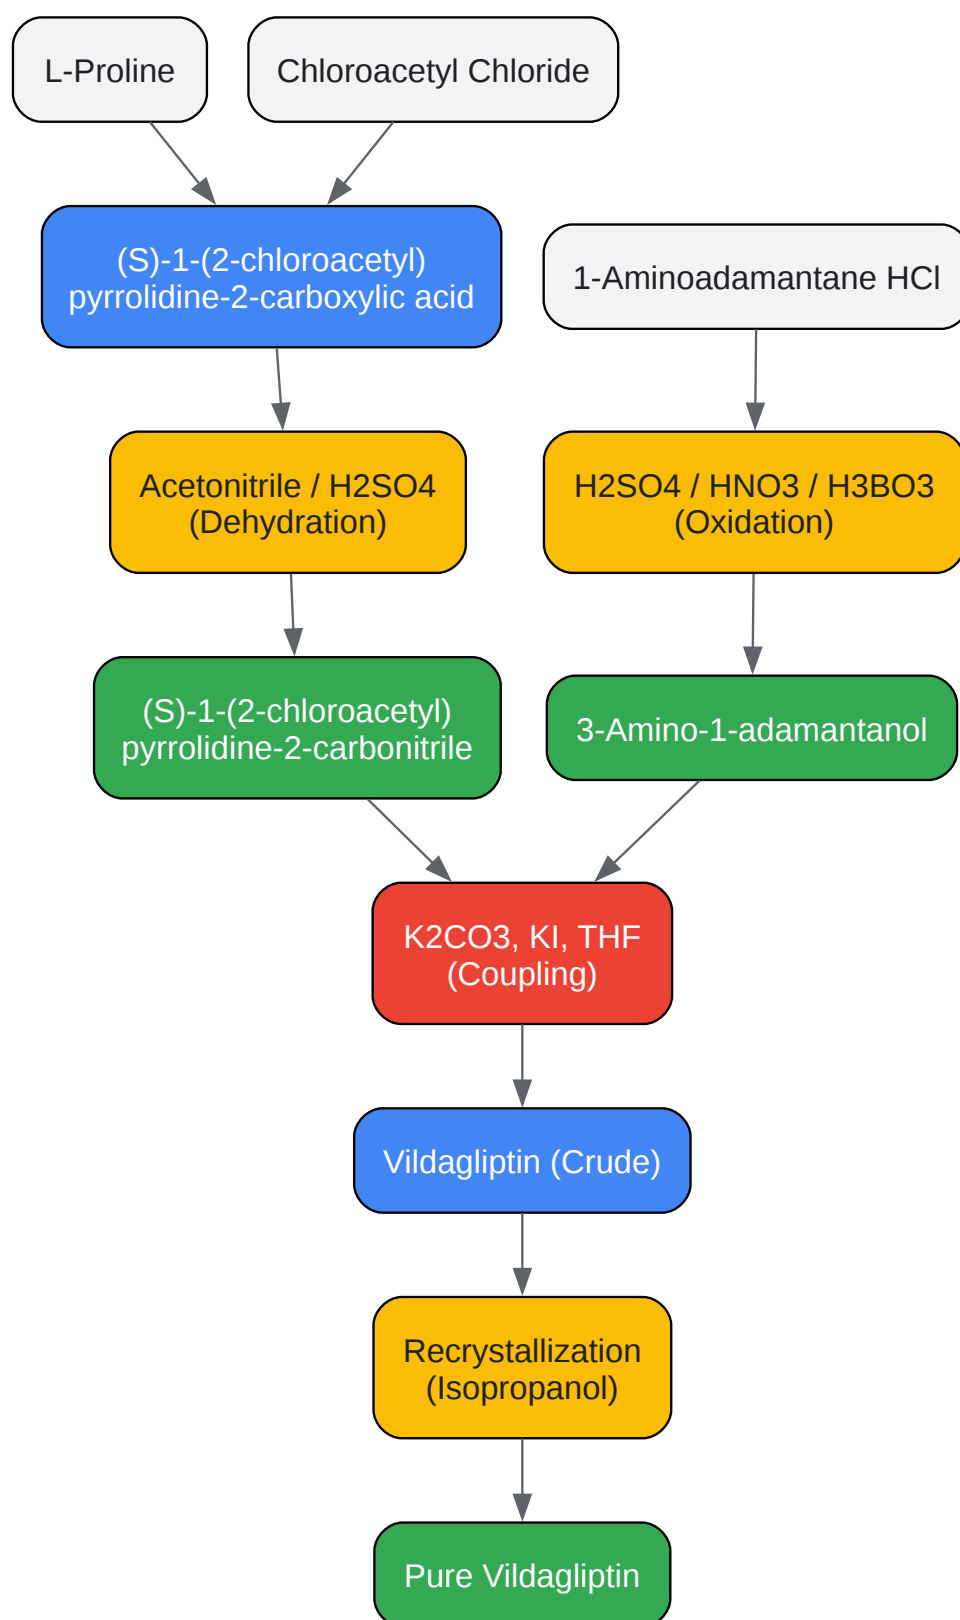 L-Proline
Chloroacetyl Chloride
(S)-1-(2-chloroacetyl)
pyrrolidine-2-carboxylic acid
1-Aminoadamantane HCl
Acetonitrile / H2SO4
(Dehydration)
H2SO4 / HNO3 / H3BO3
(Oxidation)
(S)-1-(2-chloroacetyl)
pyrrolidine-2-carbonitrile
3-Amino-1-adamantanol
K2CO3, KI, THF
(Coupling)
Vildagliptin (Crude)
Recrystallization
(Isopropanol)
Pure Vildagliptin